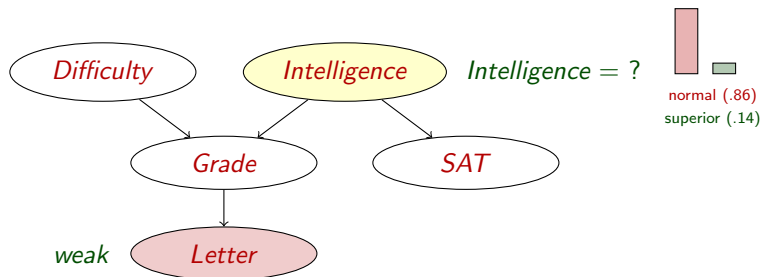 Difficulty
Intelligence
Intelligence = ?
normal (.86)
superior (.14)
Grade
SAT
weak
Letter